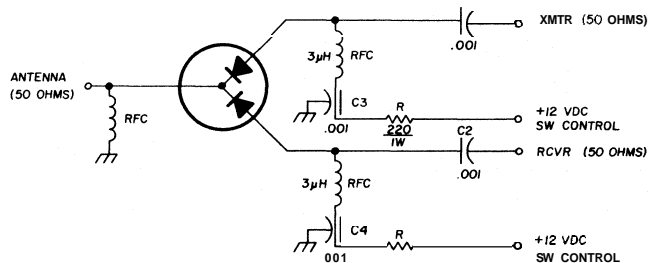 XMTR (50 OHMS)
.001
3µH RFC
ANTENNA
(50 OHMS)
RFC
C3
.001
R
220
1W
+12 VDC
SW CONTROL
C2
.001
RCVR (50 OHMS)
3µH RFC
C4
001
R
+12 VDC
SW CONTROL